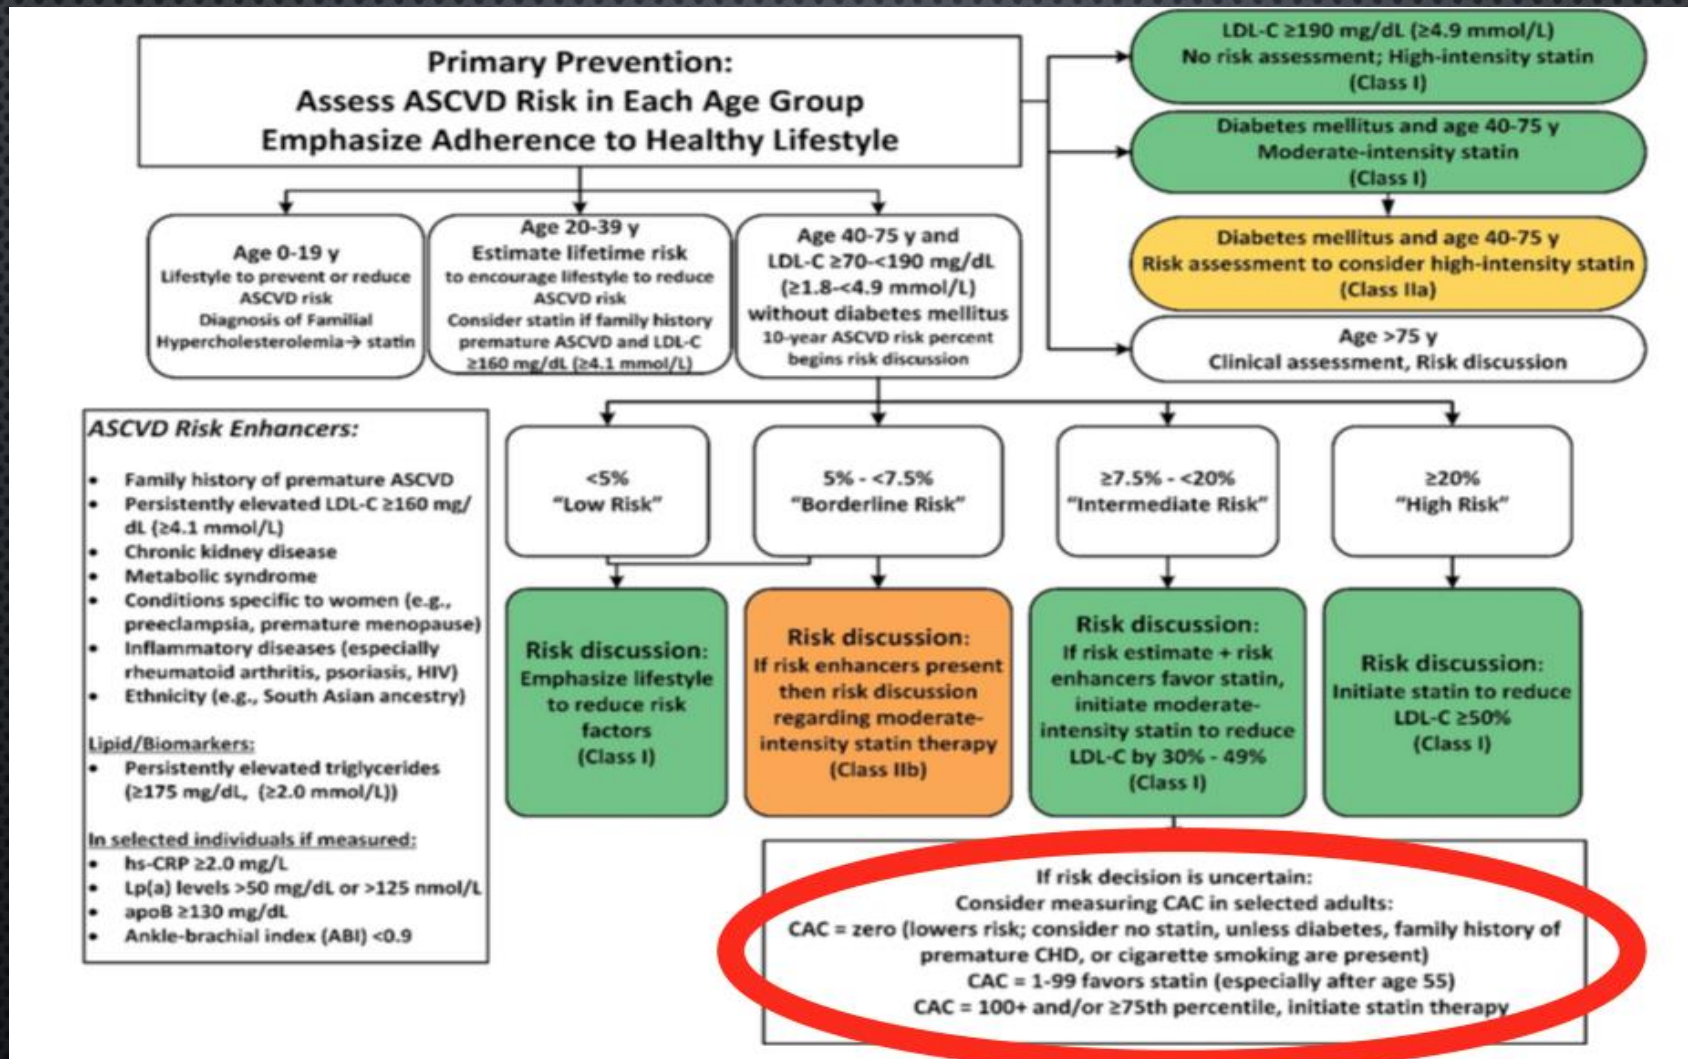 Primary Prevention:
Assess ASCVD Risk in Each Age Group
Emphasize Adherence to Healthy Lifestyle
LDL-C ≥190 mg/dL (≥4.9 mmol/L)
No risk assessment; High-intensity statin
(Class I)
Diabetes mellitus and age 40-75 y
Moderate-intensity statin
(Class I)
Diabetes mellitus and age 40-75 y
Risk assessment to consider high-intensity statin
(Class IIa)
Age >75 y
Clinical assessment, Risk discussion
Age 0-19 y
Lifestyle to prevent or reduce
ASCVD risk
Diagnosis of Familial
Hypercholesterolemia→ statin
Age 20-39 y
Estimate lifetime risk
to encourage lifestyle to reduce
ASCVD risk
Consider statin if family history
premature ASCVD and LDL-C
≥160 mg/dL (≥4.1 mmol/L)
Age 40-75 y and
LDL-C ≥70-<190 mg/dL
(≥1.8-<4.9 mmol/L)
without diabetes mellitus
10-year ASCVD risk percent
begins risk discussion
ASCVD Risk Enhancers:
• Family history of premature ASCVD
• Persistently elevated LDL-C ≥160 mg/
dL (≥4.1 mmol/L)
• Chronic kidney disease
• Metabolic syndrome
• Conditions specific to women (e.g.,
preeclampsia, premature menopause)
• Inflammatory diseases (especially
rheumatoid arthritis, psoriasis, HIV)
• Ethnicity (e.g., South Asian ancestry)
Lipid/Biomarkers:
• Persistently elevated triglycerides
(≥175 mg/dL, (≥2.0 mmol/L))
In selected individuals if measured:
• hs-CRP ≥2.0 mg/L
• Lp(a) levels >50 mg/dL or >125 nmol/L
• apoB ≥130 mg/dL
• Ankle-brachial index (ABI) <0.9
<5%
"Low Risk"
5% - <7.5%
"Borderline Risk"
≥7.5% - <20%
"Intermediate Risk"
≥20%
"High Risk"
Risk discussion:
Emphasize lifestyle
to reduce risk
factors
(Class I)
Risk discussion:
If risk enhancers present
then risk discussion
regarding moderate-
intensity statin therapy
(Class IIb)
Risk discussion:
If risk estimate + risk
enhancers favor statin,
initiate moderate-
intensity statin to reduce
LDL-C by 30% - 49%
(Class I)
Risk discussion:
Initiate statin to reduce
LDL-C ≥50%
(Class I)
If risk decision is uncertain:
Consider measuring CAC in selected adults:
CAC = zero (lowers risk; consider no statin, unless diabetes, family history of
premature CHD, or cigarette smoking are present)
CAC = 1-99 favors statin (especially after age 55)
CAC = 100+ and/or ≥75th percentile, initiate statin therapy